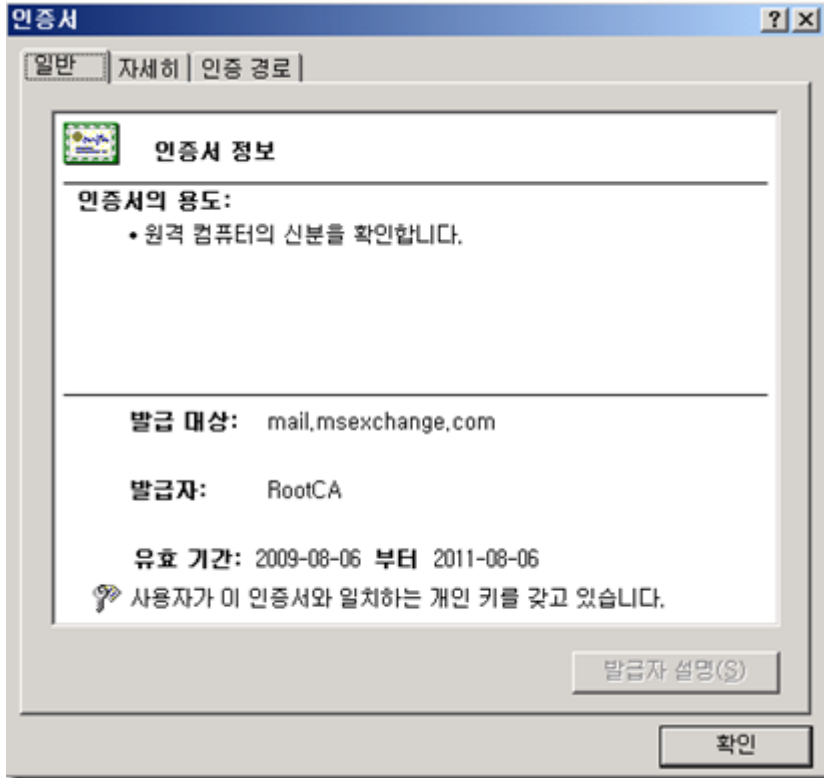 인증서
일반 자세히 인증 경로
인증서 정보
인증서의 용도:
• 원격 컴퓨터의 신분을 확인합니다.
발급 대상: mail.msexchange.com
발급자: RootCA
유효 기간: 2009-08-06 부터 2011-08-06
사용자가 이 인증서와 일치하는 개인 키를 갖고 있습니다.
발급자 설명(S)
확인